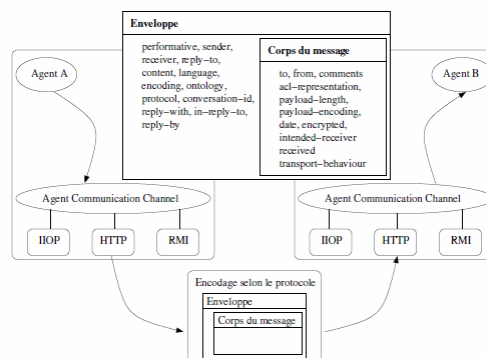 Enveloppe
performative, sender,
receiver, reply−to,
content, language,
encoding, ontology,
protocol, conversation−id,
reply−with, in−reply−to,
reply−by
Corps du message
to, from, comments
acl−representation,
payload−length,
payload−encoding,
date, encrypted,
intended−receiver
received
transport−behaviour
Agent A
Agent B
Agent Communication Channel
IIOP
HTTP
RMI
Agent Communication Channel
IIOP
HTTP
RMI
Encodage selon le protocole
Enveloppe
Corps du message